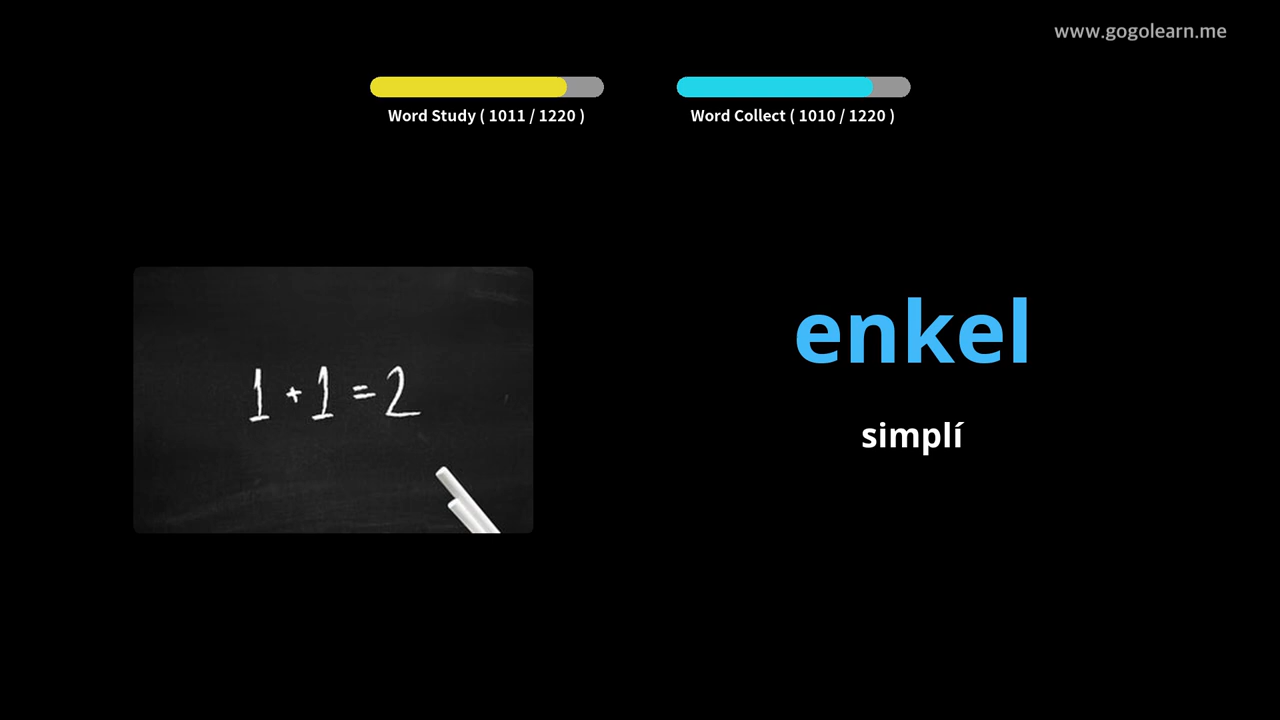 www.gogolearn.me
Word Study ( 1011 / 1220 )
Word Collect ( 1010 / 1220 )
1 + 1 = 2
enkel
simplí